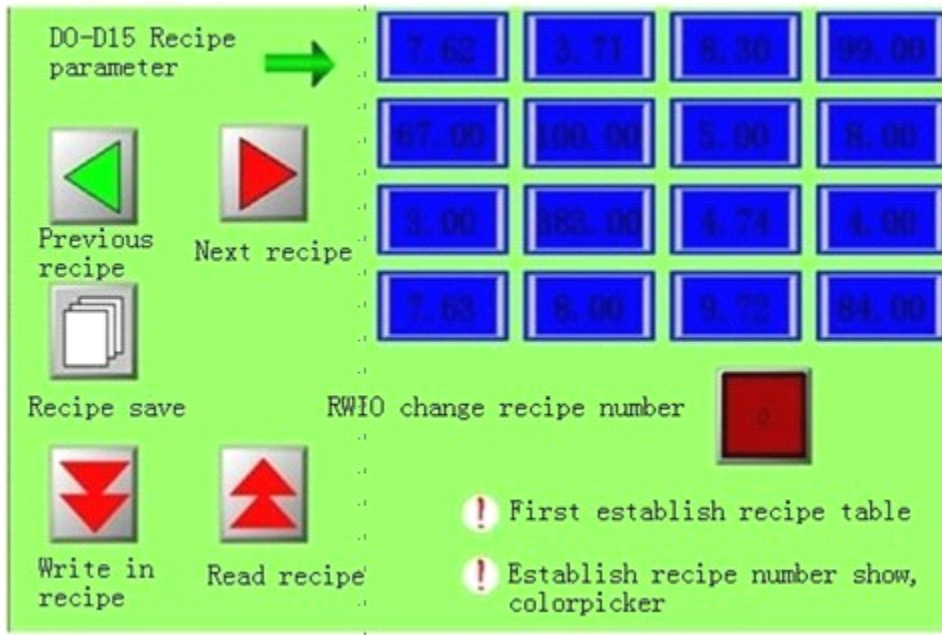 DO-D15 Recipe
parameter
7.62 3.71 8.30 99.00
67.00 100.00 5.00 8.00
3.00 383.00 4.74 4.00
7.63 8.00 9.72 84.00
Previous
recipe
Next recipe
Recipe save
RWIO change recipe number
0
Write in
recipe
Read recipe
! First establish recipe table
! Establish recipe number show,
colorpicker